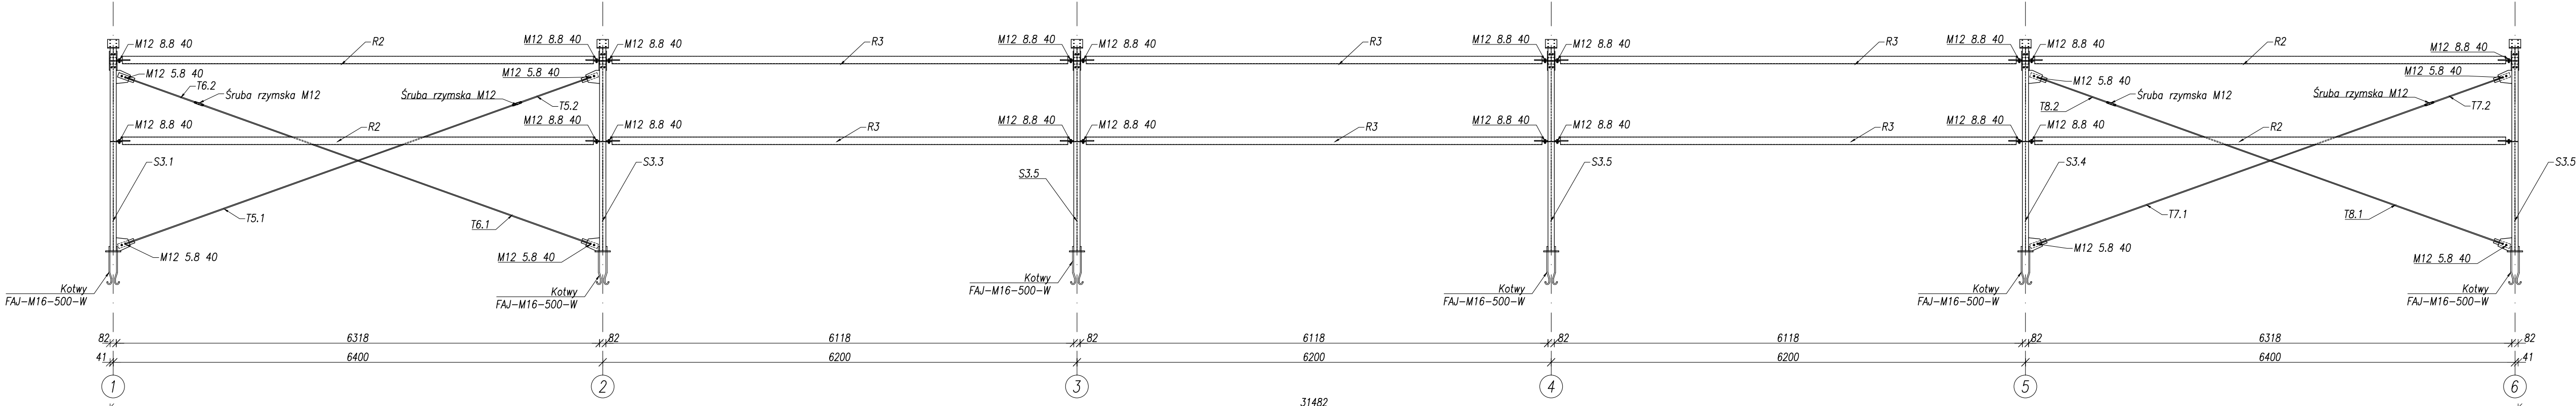 M12 8.8 40
R2
M12 8.8 40
M12 8.8 40
R3
M12 8.8 40
M12 8.8 40
R3
M12 8.8 40
M12 8.8 40
R3
M12 8.8 40
M12 8.8 40
R2
M12 8.8 40
M12 5.8 40
M12 5.8 40
M12 5.8 40
M12 5.8 40
T6.2
Śruba rzymska M12
Śruba rzymska M12
T5.2
T8.2
Śruba rzymska M12
Śruba rzymska M12
T7.2
M12 8.8 40
R2
M12 8.8 40
M12 8.8 40
R3
M12 8.8 40
M12 8.8 40
R3
M12 8.8 40
M12 8.8 40
R3
M12 8.8 40
M12 8.8 40
R2
S3.1
S3.3
S3.5
S3.5
S3.4
S3.5
T5.1
T6.1
T7.1
T8.1
M12 5.8 40
M12 5.8 40
M12 5.8 40
M12 5.8 40
Kotwy
FAJ-M16-500-W
Kotwy
FAJ-M16-500-W
Kotwy
FAJ-M16-500-W
Kotwy
FAJ-M16-500-W
Kotwy
FAJ-M16-500-W
Kotwy
FAJ-M16-500-W
82
6318
82
6118
82
6118
82
6118
82
6318
82
41
6400
6200
6200
6200
6400
41
1
2
3
4
5
6
31482